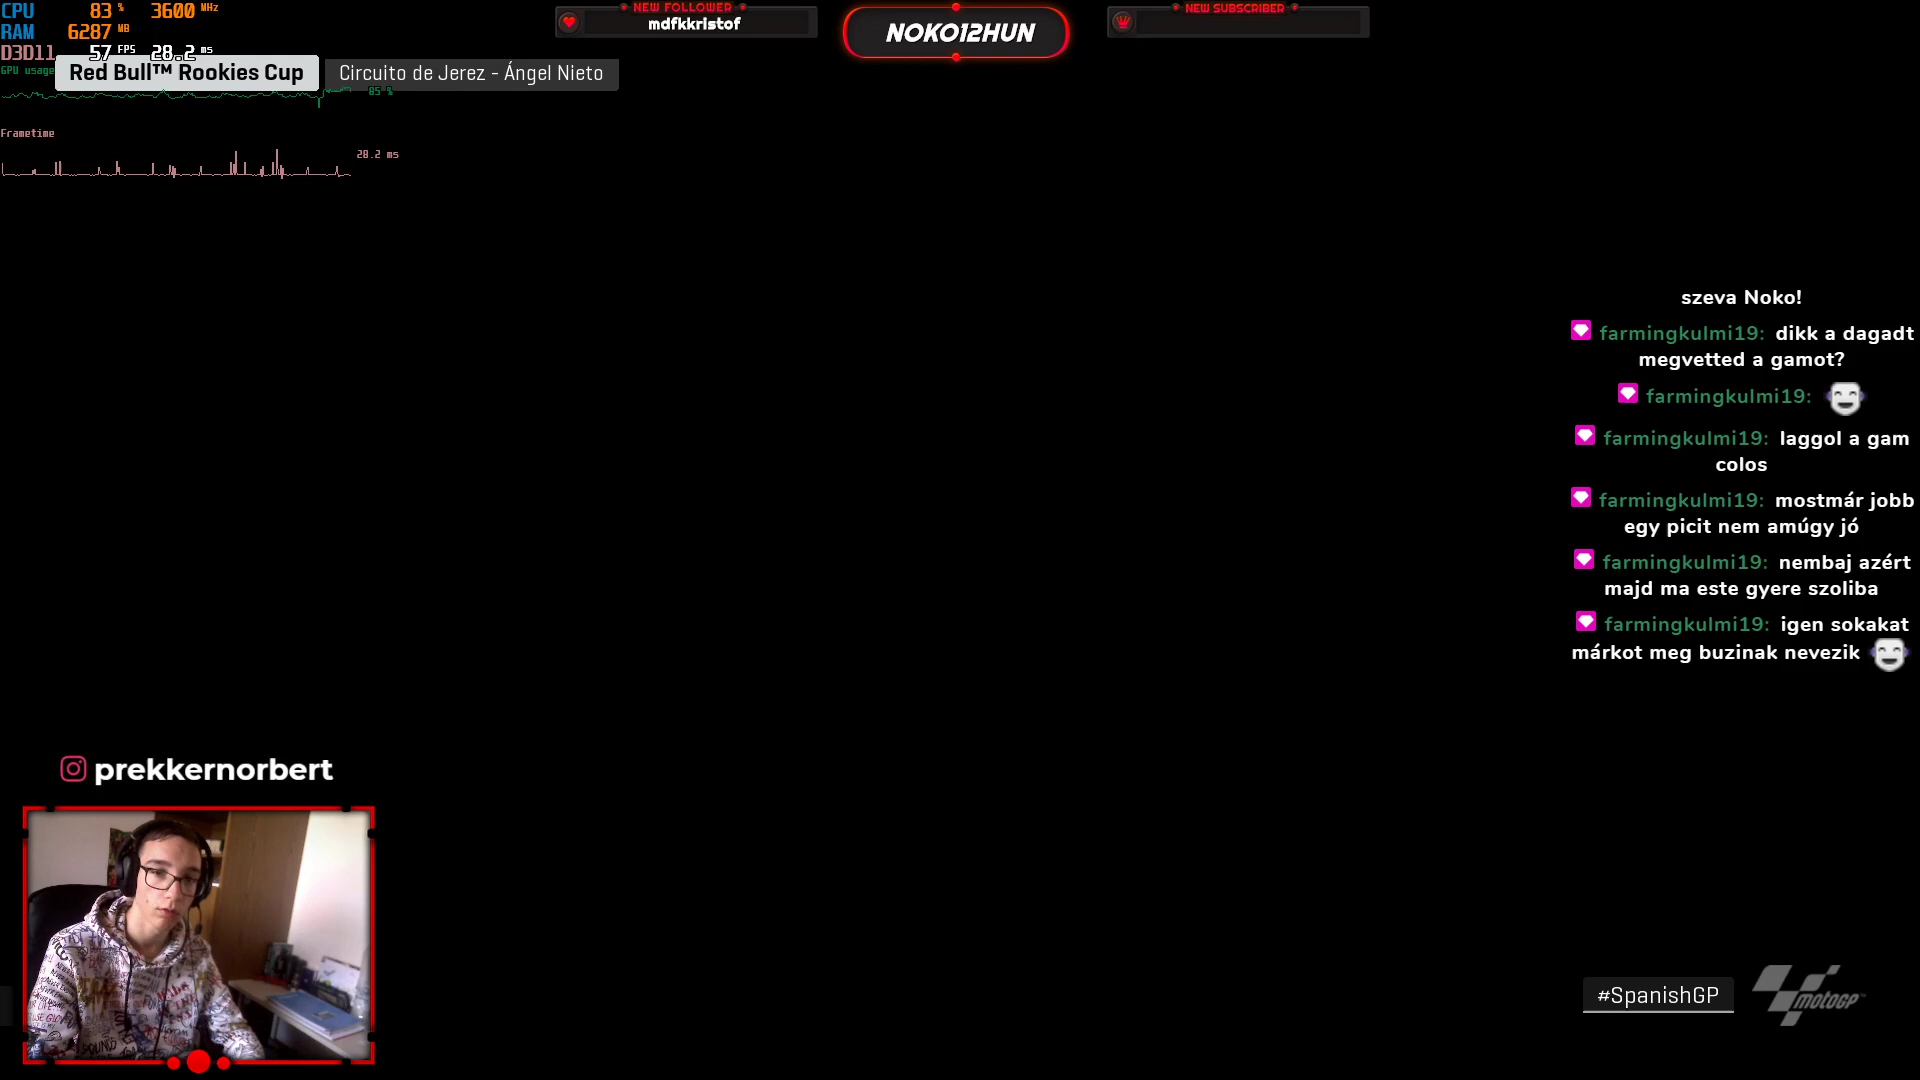 CPU 83 % 3600 MHz
RAM 6287 MB
D3D11 57 FPS 28.2 ms
GPU usage
85 %
Red Bull™ Rookies Cup
Circuito de Jerez - Ángel Nieto
Frametime
28.2 ms
NEW FOLLOWER
mdfkkristof
NOKO12HUN
NEW SUBSCRIBER
szeva Noko!
farmingkulmi19: dikk a dagadt
megvetted a gamot?
farmingkulmi19:
farmingkulmi19: laggol a gam
colos
farmingkulmi19: mostmár jobb
egy picit nem amúgy jó
farmingkulmi19: nembaj azért
majd ma este gyere szoliba
farmingkulmi19: igen sokakat
márkot meg buzinak nevezik
prekkernorbert
#SpanishGP
motoGP™